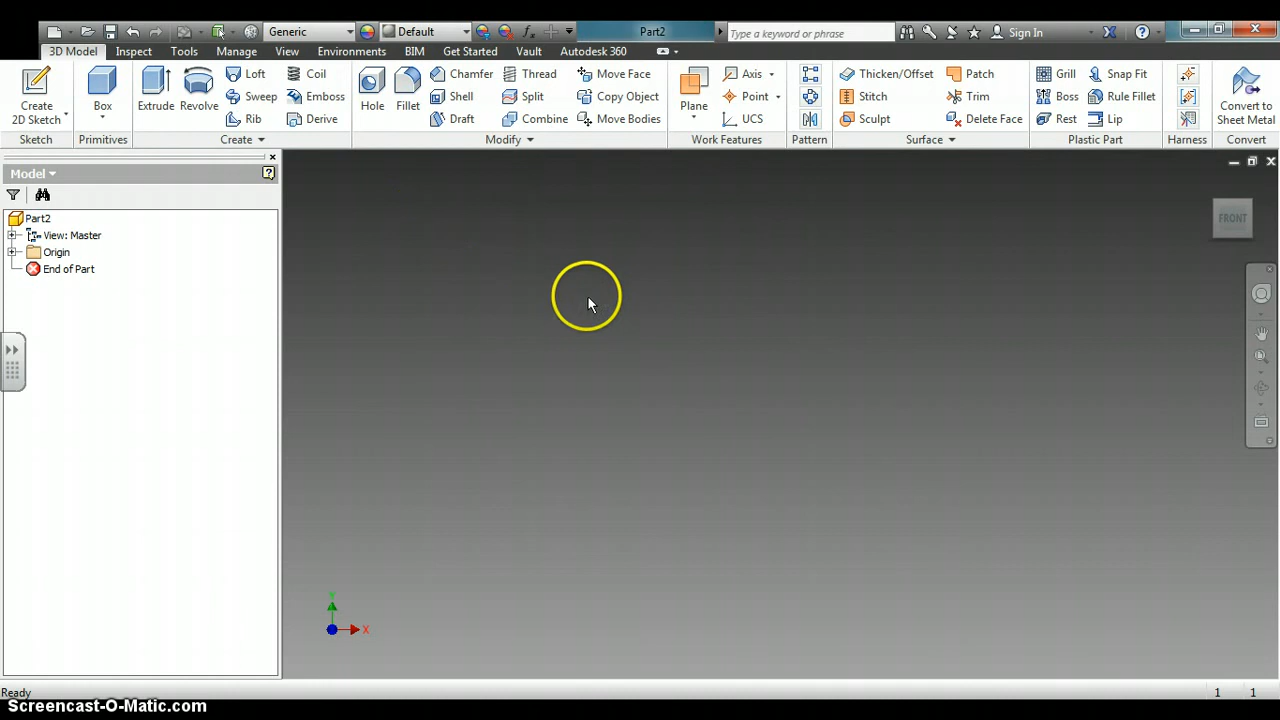 Generic
Default
fx
Part2
Type a keyword or phrase
Sign In
3D Model
Inspect
Tools
Manage
View
Environments
BIM
Get Started
Vault
Autodesk 360
Create
2D Sketch
Box
Extrude
Revolve
Loft
Sweep
Rib
Coil
Emboss
Derive
Hole
Fillet
Chamfer
Shell
Draft
Thread
Split
Combine
Move Face
Copy Object
Move Bodies
Plane
Axis
Point
UCS
Thicken/Offset
Stitch
Sculpt
Patch
Trim
Delete Face
Grill
Boss
Rest
Snap Fit
Rule Fillet
Lip
Convert to
Sheet Metal
Sketch
Primitives
Create
Modify
Work Features
Pattern
Surface
Plastic Part
Harness
Convert
Model
Part2
View: Master
Origin
End of Part
FRONT
Y
X
Ready
1
1
Screencast-O-Matic.com